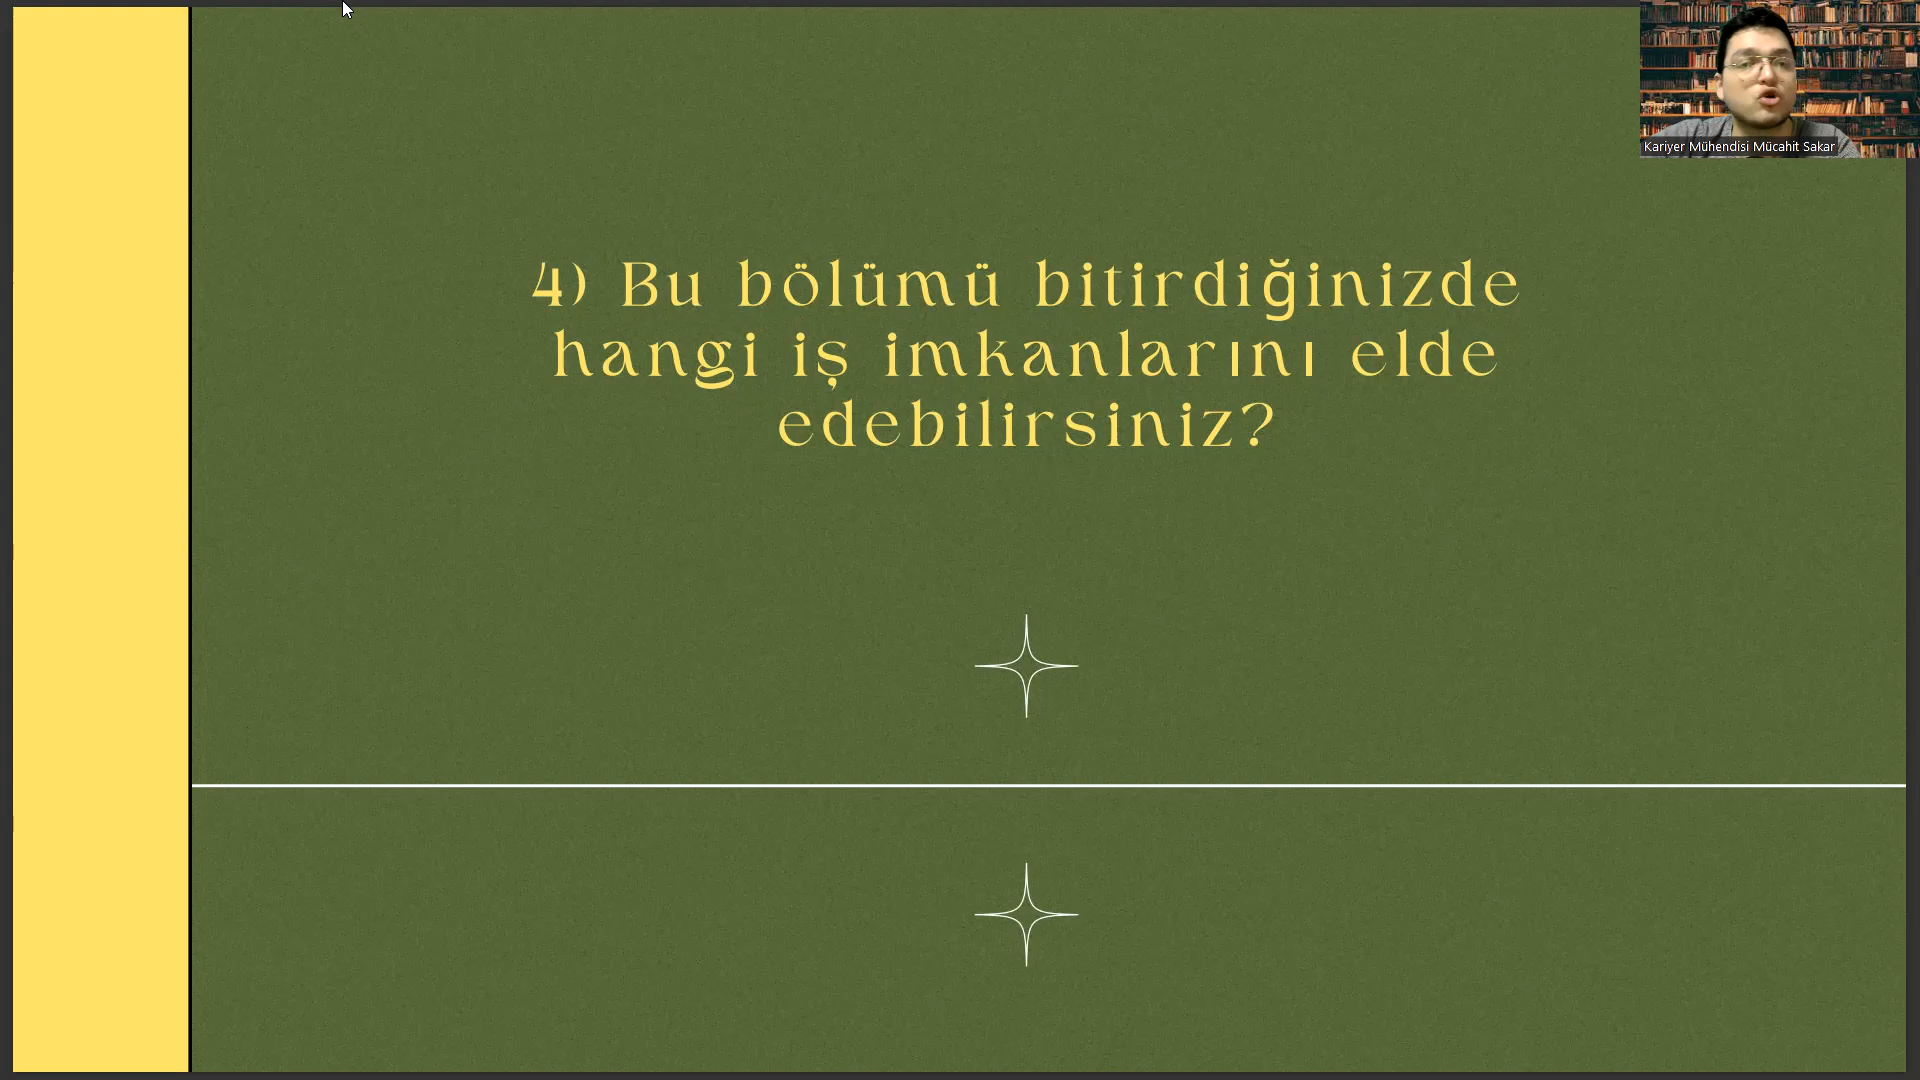 Kariyer Mühendisi Mücahit Sakar
4) Bu bölümü bitirdiğinizde
hangi iş imkanlarını elde
edebilirsiniz?